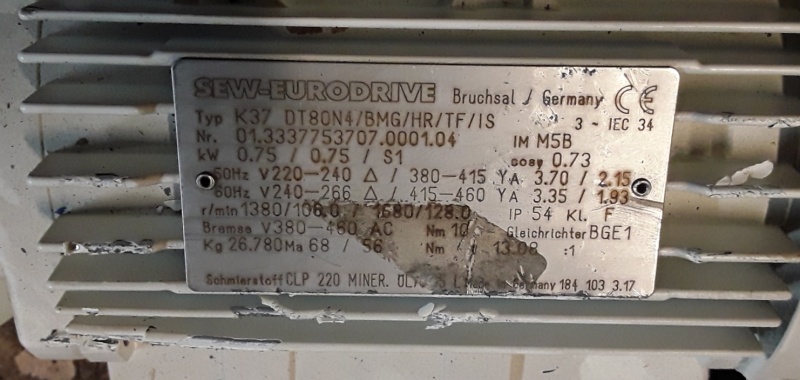 SEW-EURODRIVE Bruchsal / Germany CE
Typ K37 DT80N4/BMG/HR/TF/IS 3 ~ IEC 34
Nr. 01.3337753707.0001.04 IM M5B
kW 0.75 / 0.75 / S1 cosφ 0.73
50Hz V220-240 Δ / 380-415 Y A 3.70 / 2.15
60Hz V240-266 Δ / 415-460 Y A 3.35 / 1.93
r/min 1380/106.0 / 1680/128.0 IP 54 Kl. F
Bremse V380-460 AC Nm 10 Gleichrichter BGE1
Kg 26.780 Ma 68 / 56 Nm 13.08 :1
Schmierstoff CLP 220 MINER. ÖL/ Made in Germany 184 103 3.17